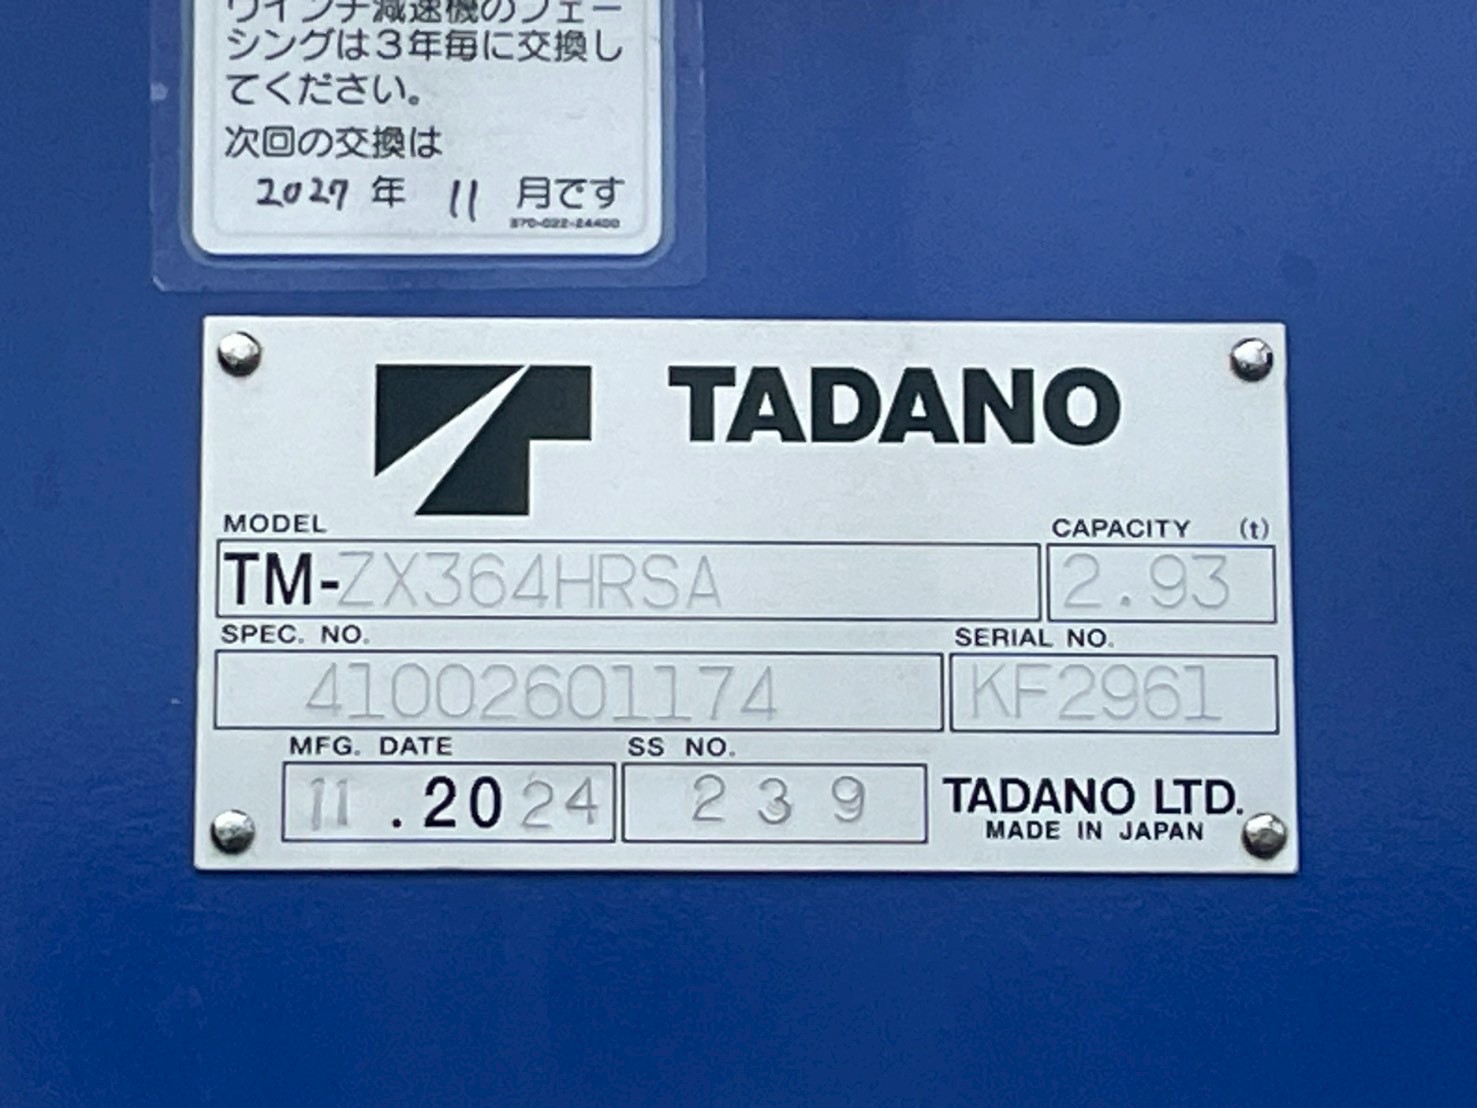 ウインチ減速機のフェー
シングは3年毎に交換し
てください。
次回の交換は
2027 年 11 月です
370-022-24400
TADANO
MODEL CAPACITY (t)
TM-ZX364HRSA 2.93
SPEC. NO. SERIAL NO.
41002601174 KF2961
MFG. DATE SS NO.
11 .2024 239 TADANO LTD.
MADE IN JAPAN